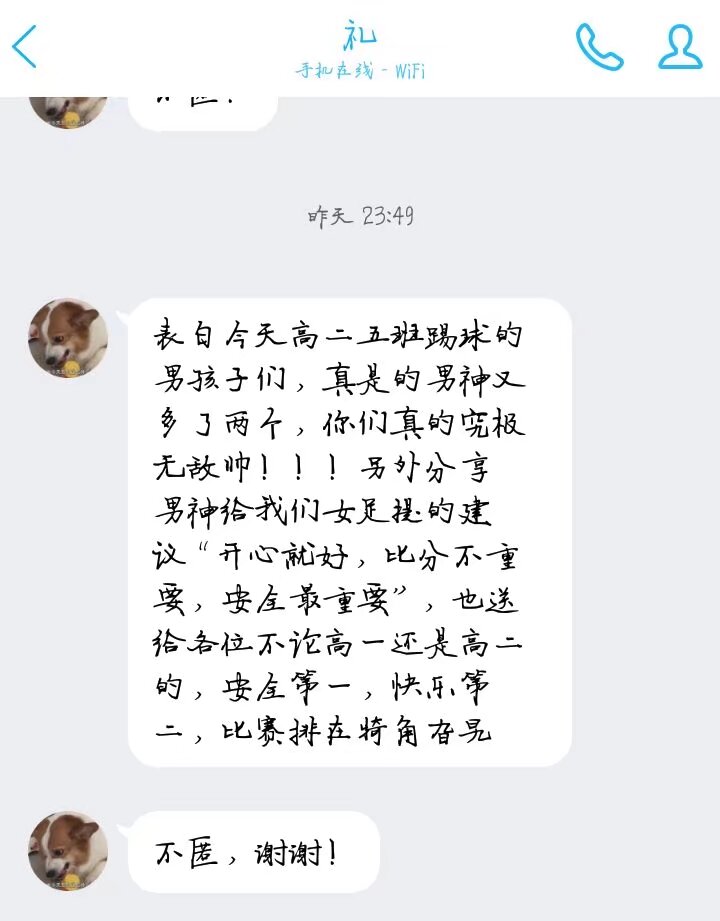 礼
手机在线 - WiFi
昨天 23:49
表白今天高二五班踢球的
男孩子们，真是的男神又
多了两个，你们真的究极
无敌帅！！！另外分享
男神给我们女足提的建
议“开心就好，比分不重
要，安全最重要”，也送
给各位不论高一还是高二
的，安全第一，快乐第
二，比赛排在犄角旮旯
不匿，谢谢！